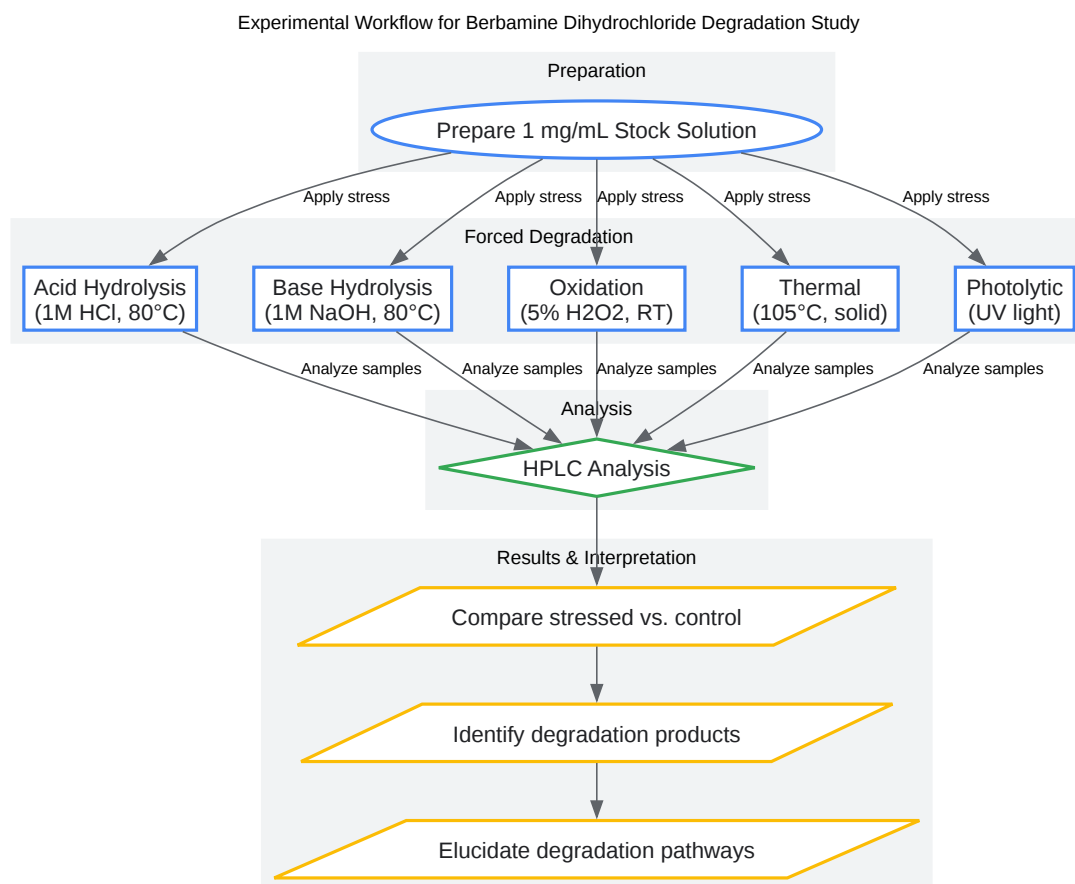 Experimental Workflow for Berbamine Dihydrochloride Degradation Study
Preparation
Prepare 1 mg/mL Stock Solution
Apply stress
Apply stress
Apply stress
Apply stress
Apply stress
Forced Degradation
Acid Hydrolysis
(1M HCl, 80°C)
Base Hydrolysis
(1M NaOH, 80°C)
Oxidation
(5% H2O2, RT)
Thermal
(105°C, solid)
Photolytic
(UV light)
Analyze samples
Analyze samples
Analyze samples
Analyze samples
Analyze samples
Analysis
HPLC Analysis
Results & Interpretation
Compare stressed vs. control
Identify degradation products
Elucidate degradation pathways